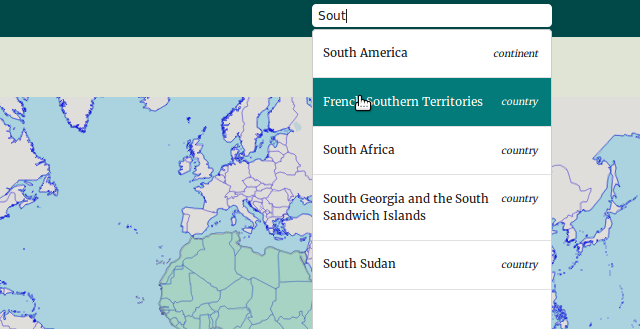 Sout
South America continent
French Southern Territories country
South Africa country
South Georgia and the South country
Sandwich Islands
South Sudan country